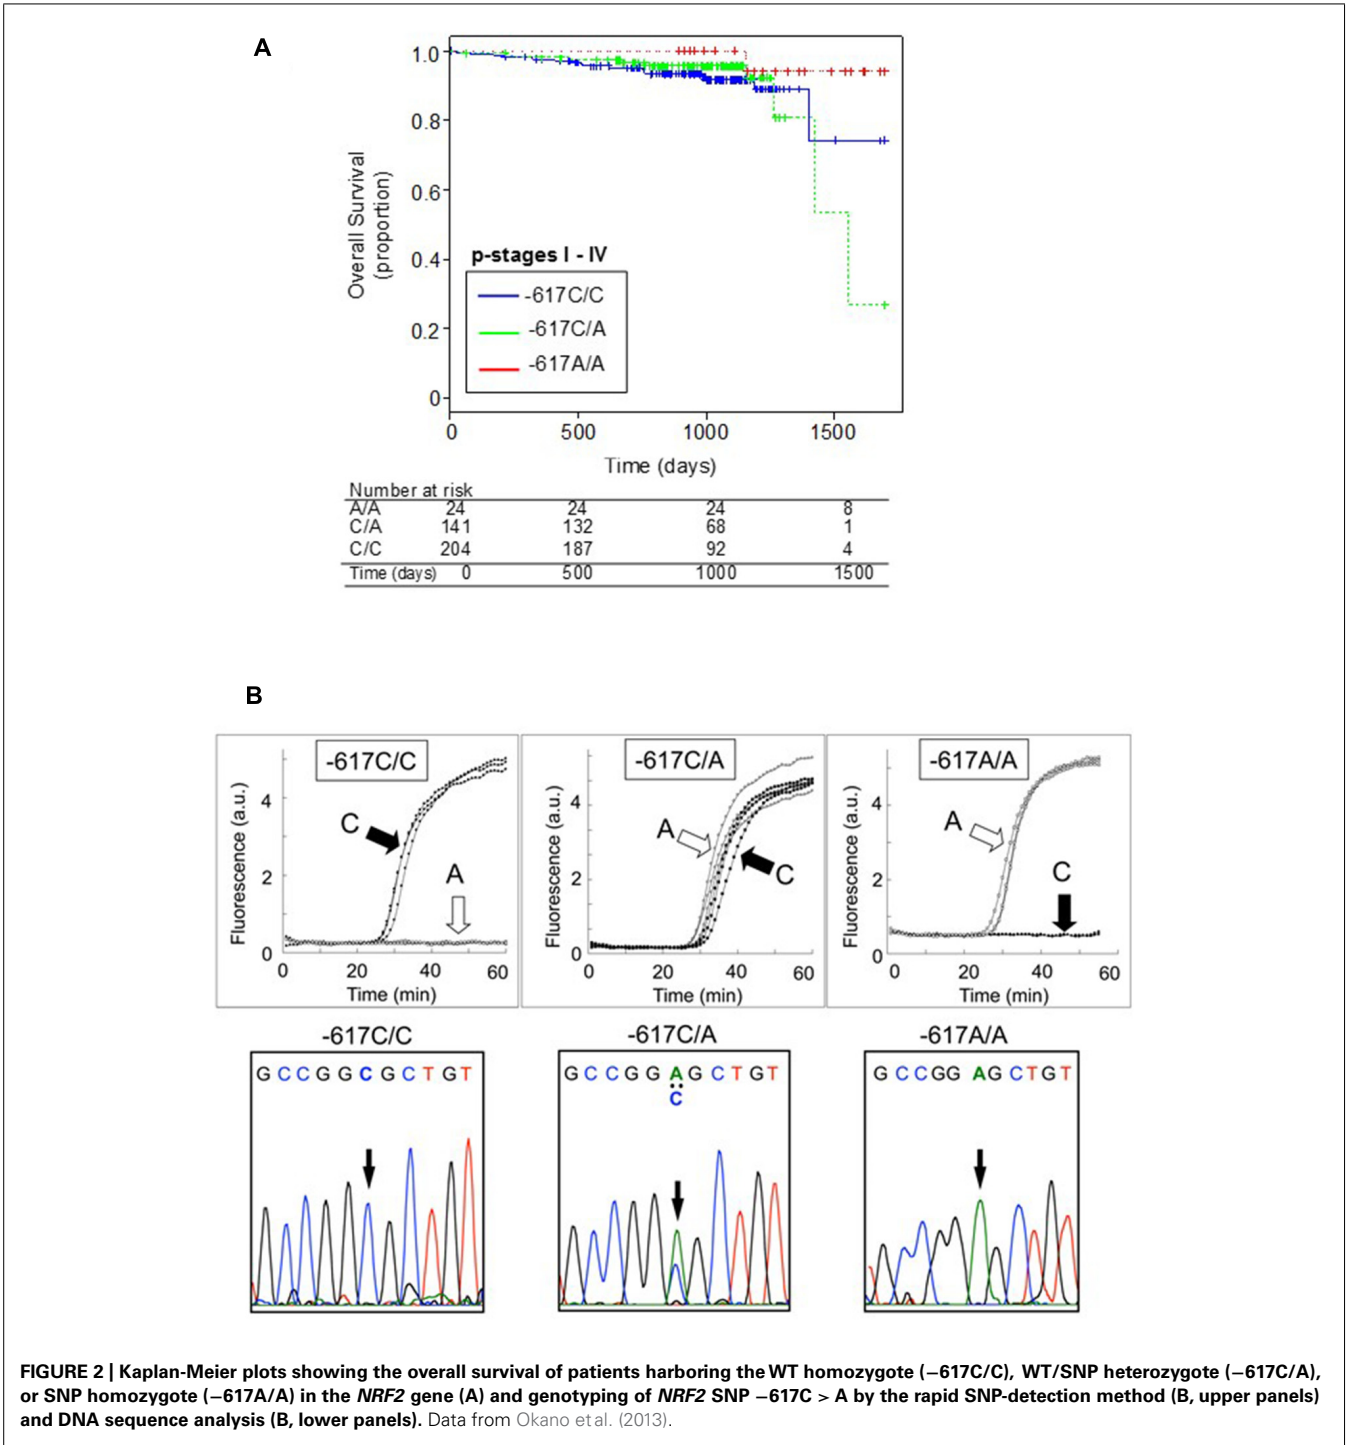 A
1.0
0.8
0.6
0.4
0.2
0
Overall Survival
(proportion)
p-stages I - IV
-617C/C
-617C/A
-617A/A
0 500 1000 1500
Time (days)
Number at risk
A/A 24 24 24 8
C/A 141 132 68 1
C/C 204 187 92 4
Time (days) 0 500 1000 1500
B
-617C/C
Fluorescence (a.u.)
4
2
0
C
A
0 20 40 60
Time (min)
-617C/A
Fluorescence (a.u.)
4
2
0
A
C
0 20 40 60
Time (min)
-617A/A
Fluorescence (a.u.)
4
2
0
A
C
0 20 40 60
Time (min)
-617C/C
GCCGGCGCTGT
-617C/A
GCCGGAGCTGT
C
-617A/A
GCCGG AGCTGT
FIGURE 2 | Kaplan-Meier plots showing the overall survival of patients harboring the WT homozygote (−617C/C), WT/SNP heterozygote (−617C/A),
or SNP homozygote (−617A/A) in the NRF2 gene (A) and genotyping of NRF2 SNP −617C > A by the rapid SNP-detection method (B, upper panels)
and DNA sequence analysis (B, lower panels). Data from Okano et al. (2013).